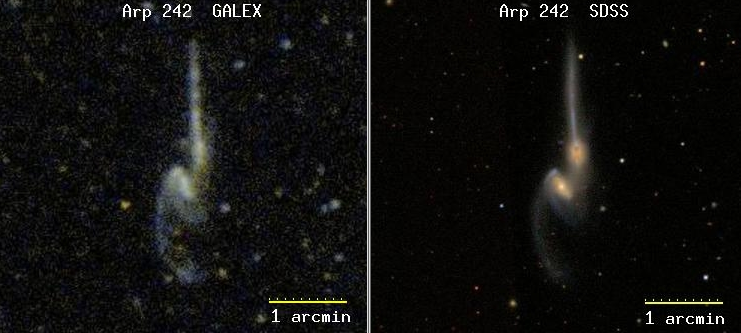 Arp 242 GALEX
Arp 242 SDSS
1 arcmin
1 arcmin